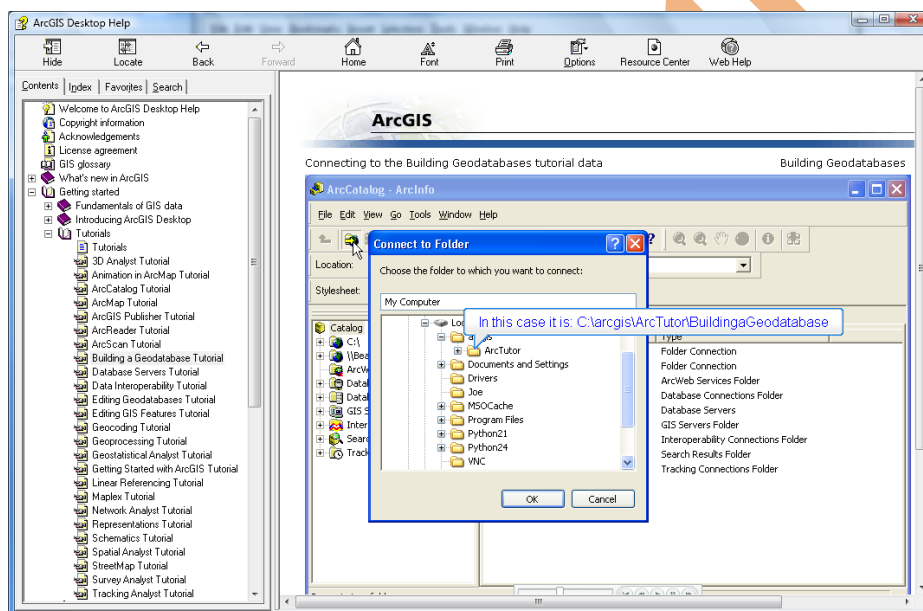 ArcGIS Desktop Help
Hide Locate Back Forward Home Font Print Options Resource Center Web Help
Contents Index Favorites Search
Welcome to ArcGIS Desktop Help
Copyright information
Acknowledgements
License agreement
GIS glossary
What's new in ArcGIS
Getting started
Fundamentals of GIS data
Introducing ArcGIS Desktop
Tutorials
Tutorials
3D Analyst Tutorial
Animation in ArcMap Tutorial
ArcCatalog Tutorial
ArcMap Tutorial
ArcGIS Publisher Tutorial
ArcReader Tutorial
ArcScan Tutorial
Building a Geodatabase Tutorial
Database Servers Tutorial
Data Interoperability Tutorial
Editing Geodatabases Tutorial
Editing GIS Features Tutorial
Geocoding Tutorial
Geoprocessing Tutorial
Geostatistical Analyst Tutorial
Getting Started with ArcGIS Tutorial
Linear Referencing Tutorial
Maplex Tutorial
Network Analyst Tutorial
Representations Tutorial
Schematics Tutorial
Spatial Analyst Tutorial
StreetMap Tutorial
Survey Analyst Tutorial
Tracking Analyst Tutorial
ArcGIS
Connecting to the Building Geodatabases tutorial data Building Geodatabases
ArcCatalog - ArcInfo
File Edit View Go Tools Window Help
Location:
Stylesheet:
Catalog
C:\
\\Bea
ArcW
Datab
Datab
GIS S
Inter
Searc
Track
Connect to Folder
Choose the folder to which you want to connect:
My Computer
In this case it is: C:\arcgis\ArcTutor\BuildingaGeodatabase
ArcTutor
Documents and Settings
Drivers
Joe
MSOCache
Program Files
Python21
Python24
VNC
OK Cancel
Type
Folder Connection
Folder Connection
ArcWeb Services Folder
Database Connections Folder
Database Servers
GIS Servers Folder
Interoperability Connections Folder
Search Results Folder
Tracking Connections Folder